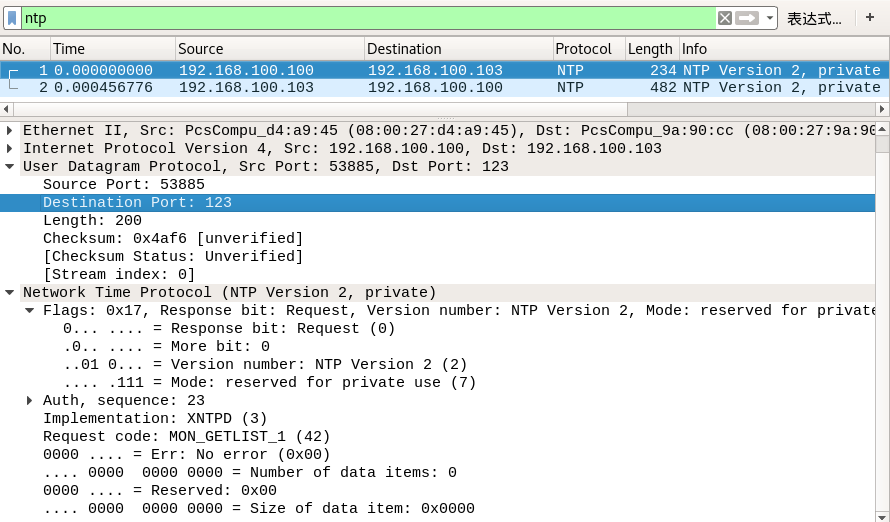 ntp 表达式… +
No. Time Source Destination Protocol Length Info
1 0.000000000 192.168.100.100 192.168.100.103 NTP 234 NTP Version 2, private
2 0.000456776 192.168.100.103 192.168.100.100 NTP 482 NTP Version 2, private
Ethernet II, Src: PcsCompu_d4:a9:45 (08:00:27:d4:a9:45), Dst: PcsCompu_9a:90:cc (08:00:27:9a:90
Internet Protocol Version 4, Src: 192.168.100.100, Dst: 192.168.100.103
User Datagram Protocol, Src Port: 53885, Dst Port: 123
Source Port: 53885
Destination Port: 123
Length: 200
Checksum: 0x4af6 [unverified]
[Checksum Status: Unverified]
[Stream index: 0]
Network Time Protocol (NTP Version 2, private)
Flags: 0x17, Response bit: Request, Version number: NTP Version 2, Mode: reserved for private
0... .... = Response bit: Request (0)
.0.. .... = More bit: 0
..01 0... = Version number: NTP Version 2 (2)
.... .111 = Mode: reserved for private use (7)
Auth, sequence: 23
Implementation: XNTPD (3)
Request code: MON_GETLIST_1 (42)
0000 .... = Err: No error (0x00)
.... 0000  0000 0000 = Number of data items: 0
0000 .... = Reserved: 0x00
.... 0000  0000 0000 = Size of data item: 0x0000